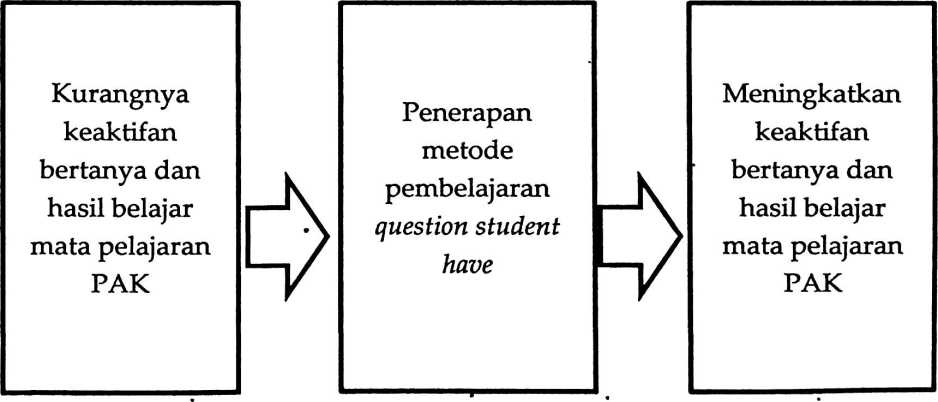 Kurangnya
keaktifan
bertanya dan
hasil belajar
mata pelajaran
PAK
Penerapan
metode
pembelajaran
question student
have
Meningkatkan
keaktifan
bertanya dan
hasil belajar
mata pelajaran
PAK